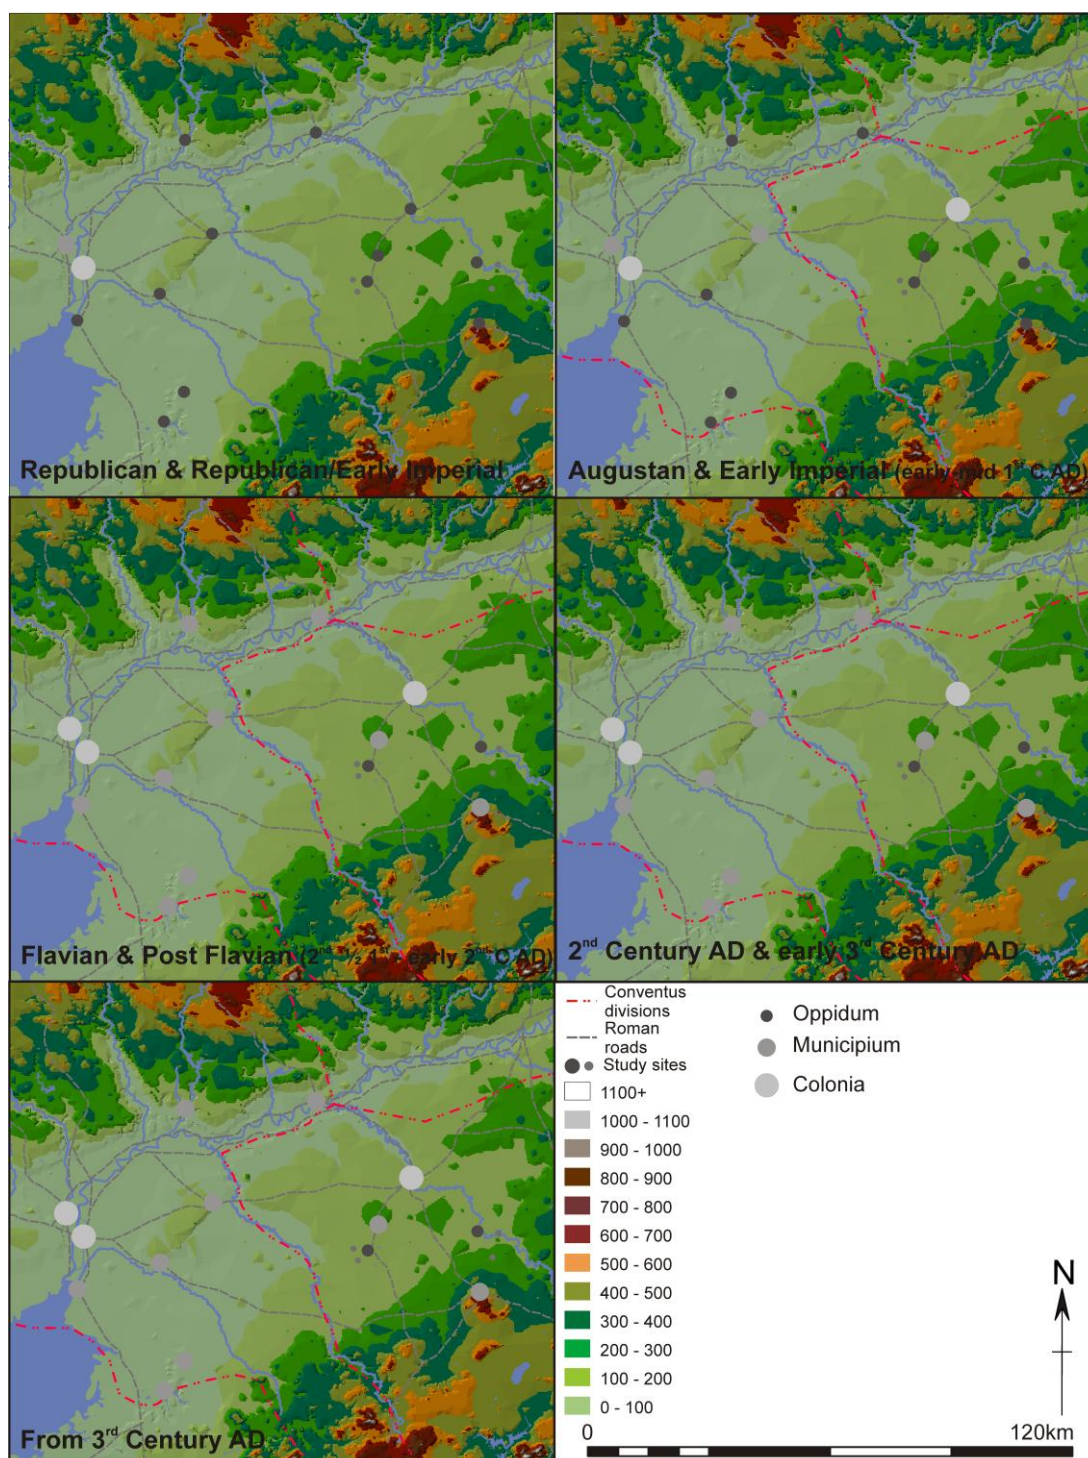 Republican & Republican/Early Imperial
Augustan & Early Imperial (early-mid 1st C AD)
Flavian & Post Flavian (2nd ½ 1st - early 2nd C AD)
2nd Century AD & early 3rd Century AD
From 3rd Century AD
Conventus
divisions
Roman
roads
Study sites
1100+
1000 - 1100
900 - 1000
800 - 900
700 - 800
600 - 700
500 - 600
400 - 500
300 - 400
200 - 300
100 - 200
0 - 100
Oppidum
Municipium
Colonia
N
0
120km